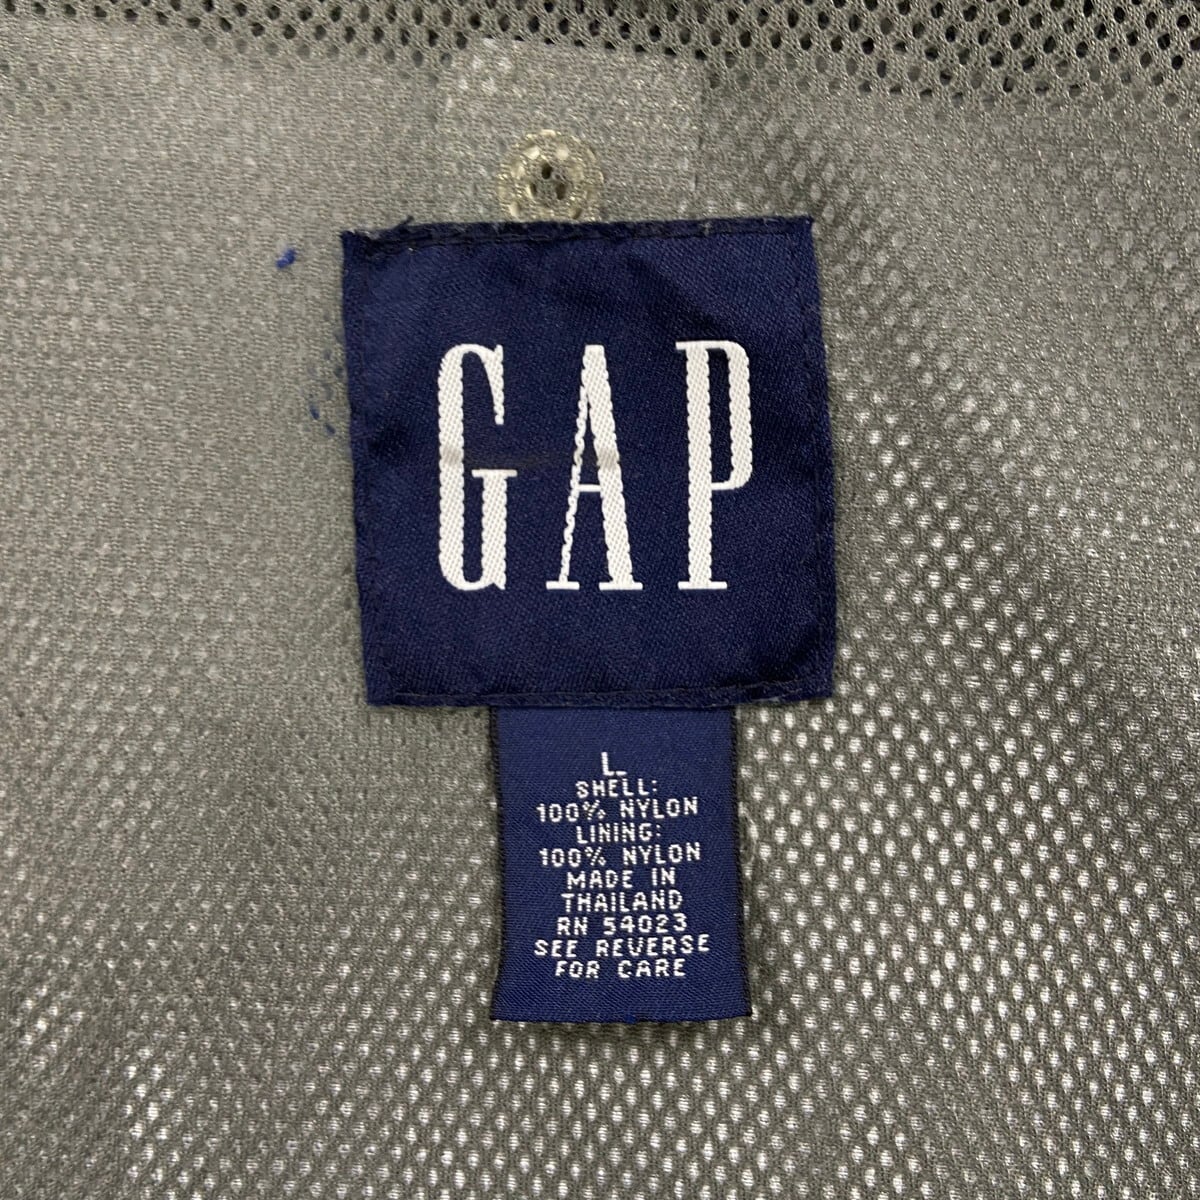 GAP
L
SHELL:
100% NYLON
LINING:
100% NYLON
MADE IN
THAILAND
RN 54023
SEE REVERSE
FOR CARE